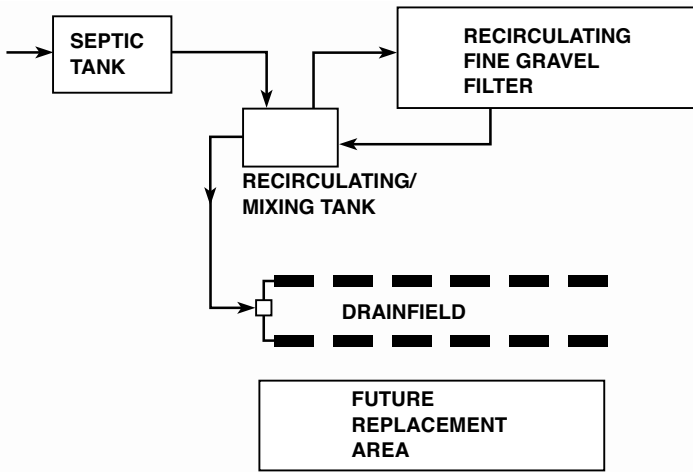 SEPTIC
TANK
RECIRCULATING
FINE GRAVEL
FILTER
RECIRCULATING/
MIXING TANK
DRAINFIELD
FUTURE
REPLACEMENT
AREA